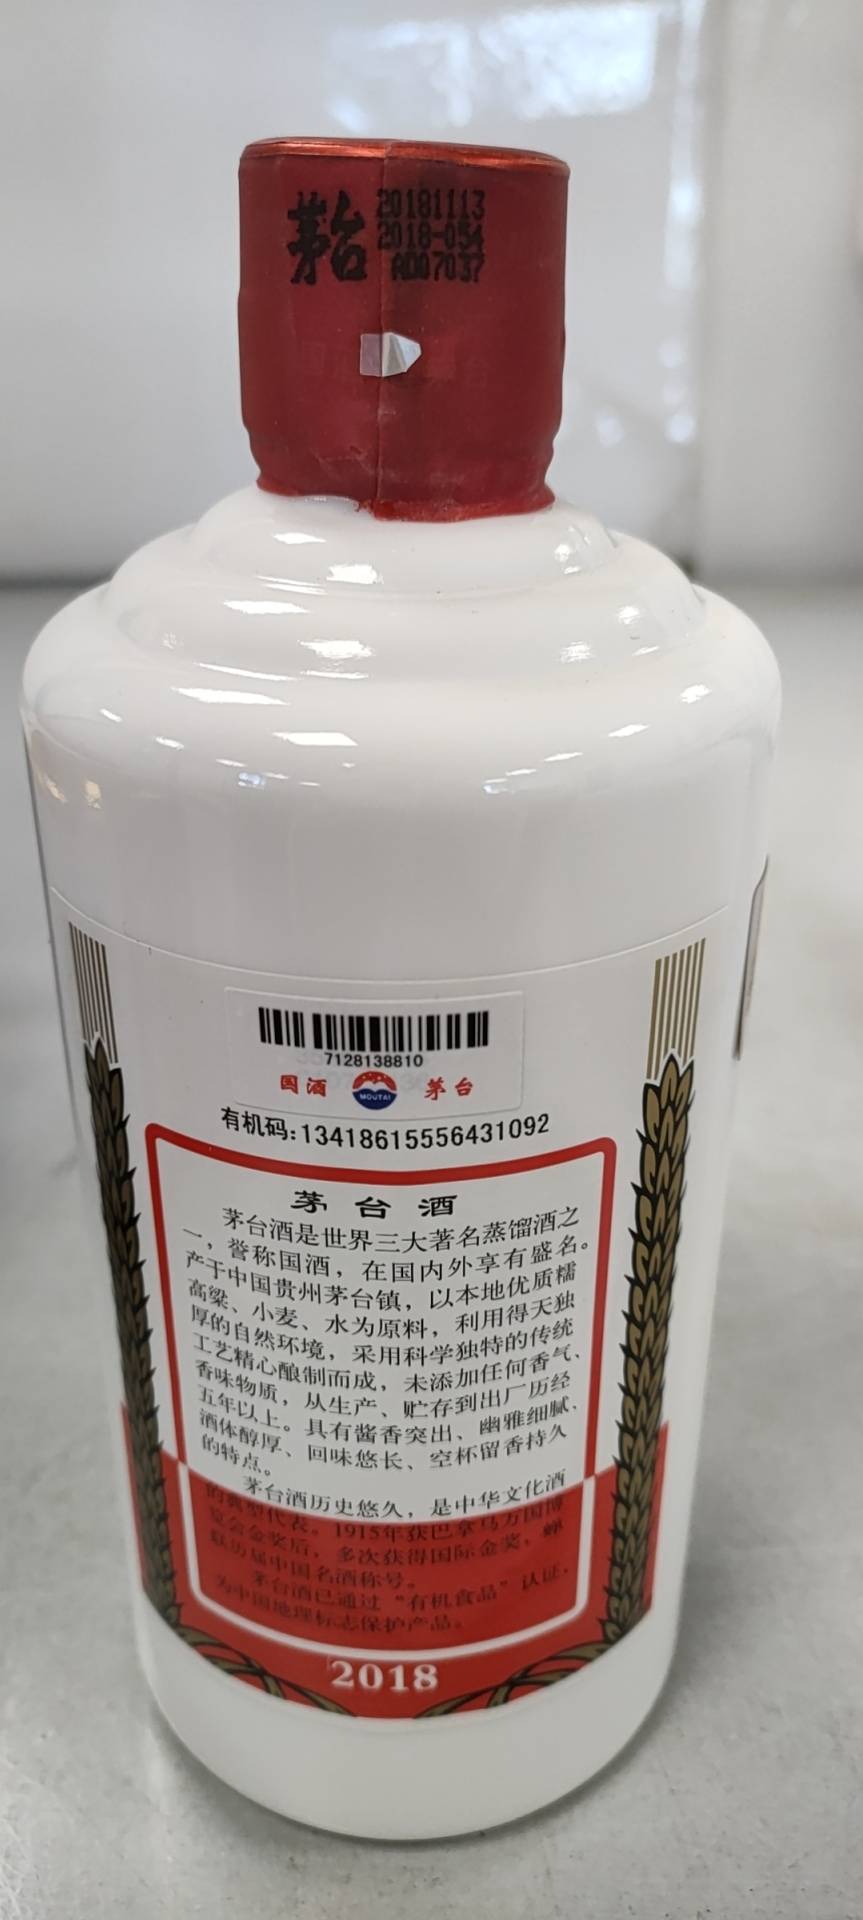 茅台
20181113
2018-054
A007037
7128138810
国酒 MOUTAI 茅台
有机码:13418615556431092
茅台酒
茅台酒是世界三大著名蒸馏酒之
一，誉称国酒，在国内外享有盛名。
产于中国贵州茅台镇，以本地优质糯
高粱、小麦、水为原料，利用得天独
厚的自然环境，采用科学独特的传统
工艺精心酿制而成，未添加任何香气、
香味物质，从生产、贮存到出厂历经
五年以上。具有酱香突出、幽雅细腻、
酒体醇厚、回味悠长、空杯留香持久
的特点。
茅台酒历史悠久，是中华文化酒
的典型代表。1915年获巴拿马万国博
览会金奖后，多次获得国际金奖，蝉
联历届中国名酒称号。
茅台酒已通过“有机食品”认证，
为中国地理标志保护产品。
2018